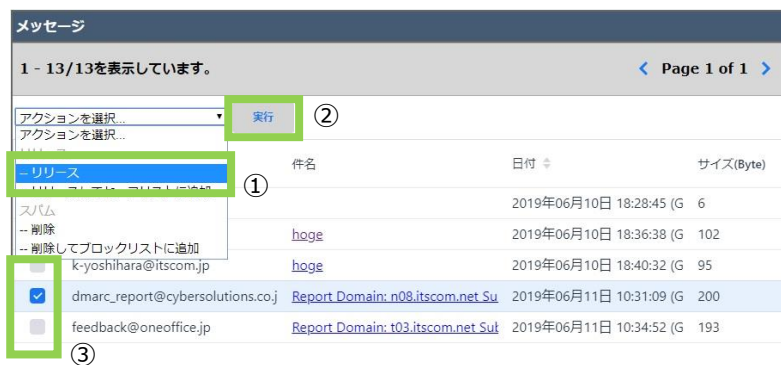 メッセージ
1 - 13/13を表示しています。
Page 1 of 1
アクションを選択...
実行
②
アクションを選択...
-- リリース
①
スパム
-- 削除
-- 削除してブロックリストに追加
件名
日付
サイズ(Byte)
2019年06月10日 18:28:45 (G
6
hoge
2019年06月10日 18:36:38 (G
102
k-yoshihara@itscom.jp
hoge
2019年06月10日 18:40:32 (G
95
dmarc_report@cybersolutions.co.j
Report Domain: n08.itscom.net Su
2019年06月11日 10:31:09 (G
200
feedback@oneoffice.jp
Report Domain: t03.itscom.net Sub
2019年06月11日 10:34:52 (G
193
③